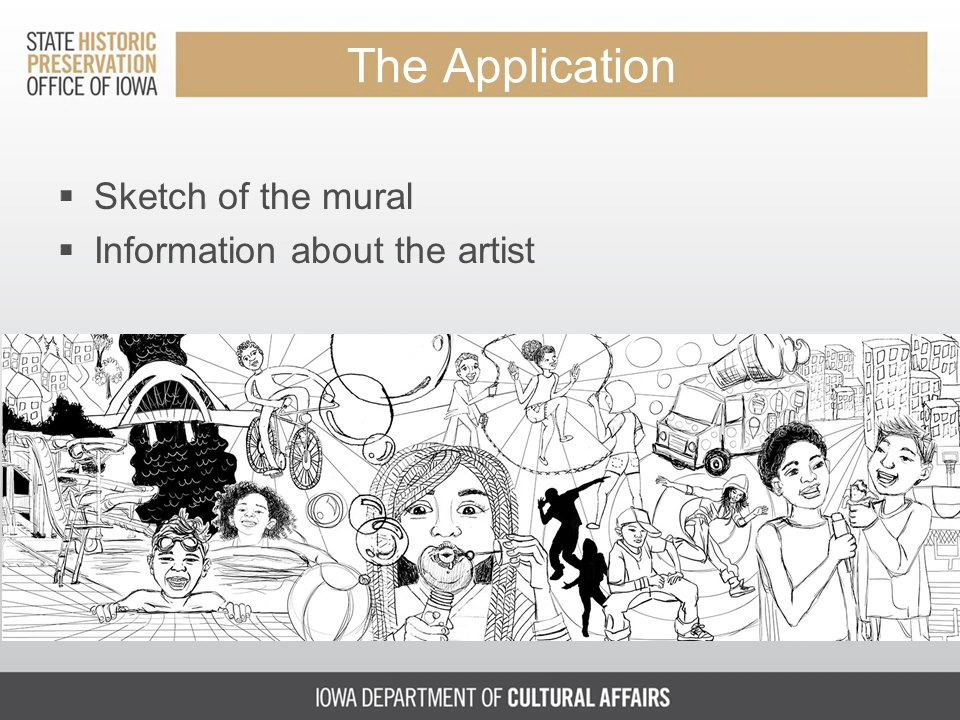 STATE HISTORIC
PRESERVATION
OFFICE OF IOWA
The Application
▪ Sketch of the mural
▪ Information about the artist
IOWA DEPARTMENT OF CULTURAL AFFAIRS